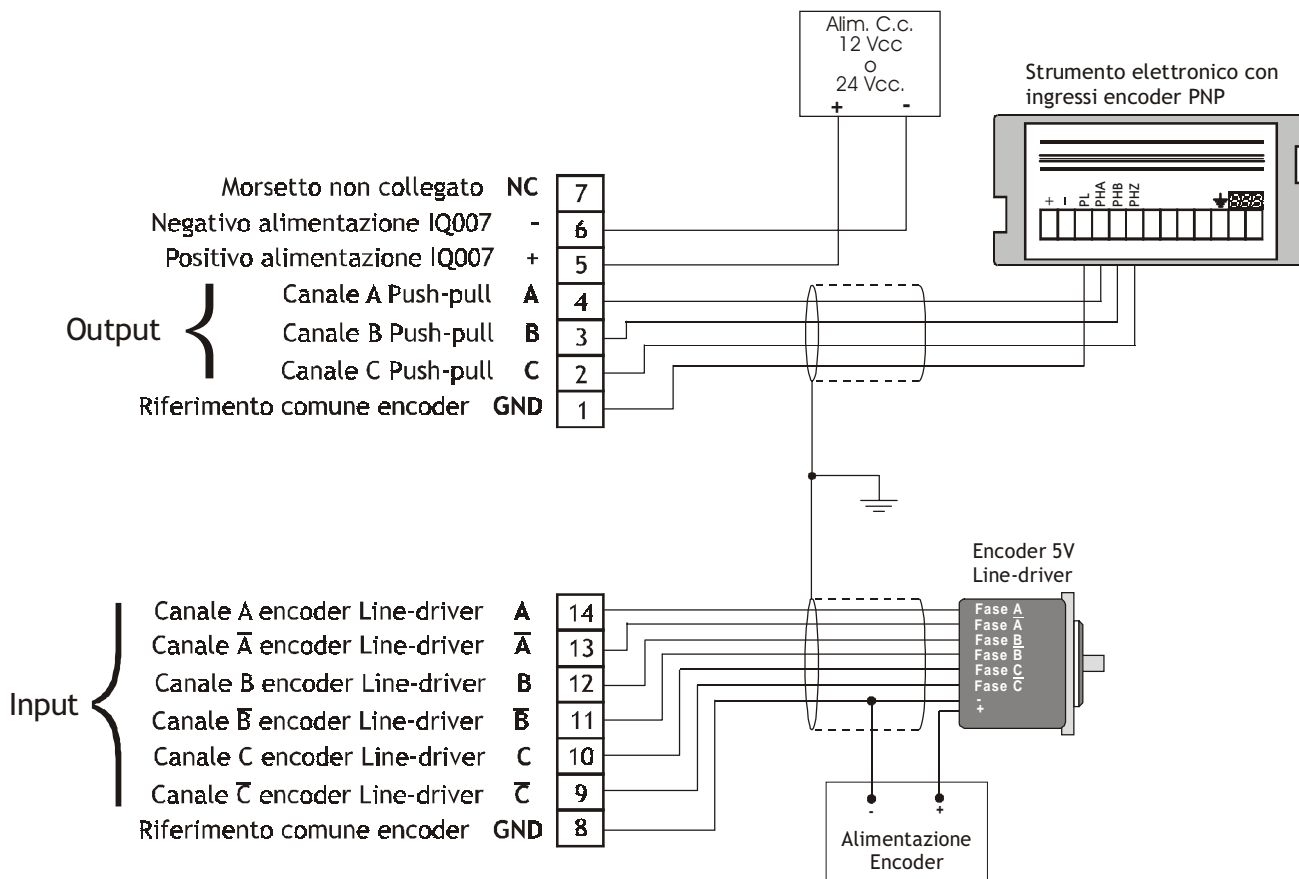 Alim. C.c.
12 Vcc
o
24 Vcc.
+ -
Strumento elettronico con
ingressi encoder PNP
+ - PL PHA PHB PHZ
Morsetto non collegato NC 7
Negativo alimentazione IQ007 - 6
Positivo alimentazione IQ007 + 5
Canale A Push-pull A 4
Canale B Push-pull B 3
Canale C Push-pull C 2
Riferimento comune encoder GND 1
Output
Encoder 5V
Line-driver
Canale A encoder Line-driver A 14
Canale A̅ encoder Line-driver A̅ 13
Canale B encoder Line-driver B 12
Canale B̅ encoder Line-driver B̅ 11
Canale C encoder Line-driver C 10
Canale C̅ encoder Line-driver C̅ 9
Riferimento comune encoder GND 8
Input
Fase A
Fase A̅
Fase B
Fase B̅
Fase C
Fase C̅
-
+
- +
Alimentazione
Encoder